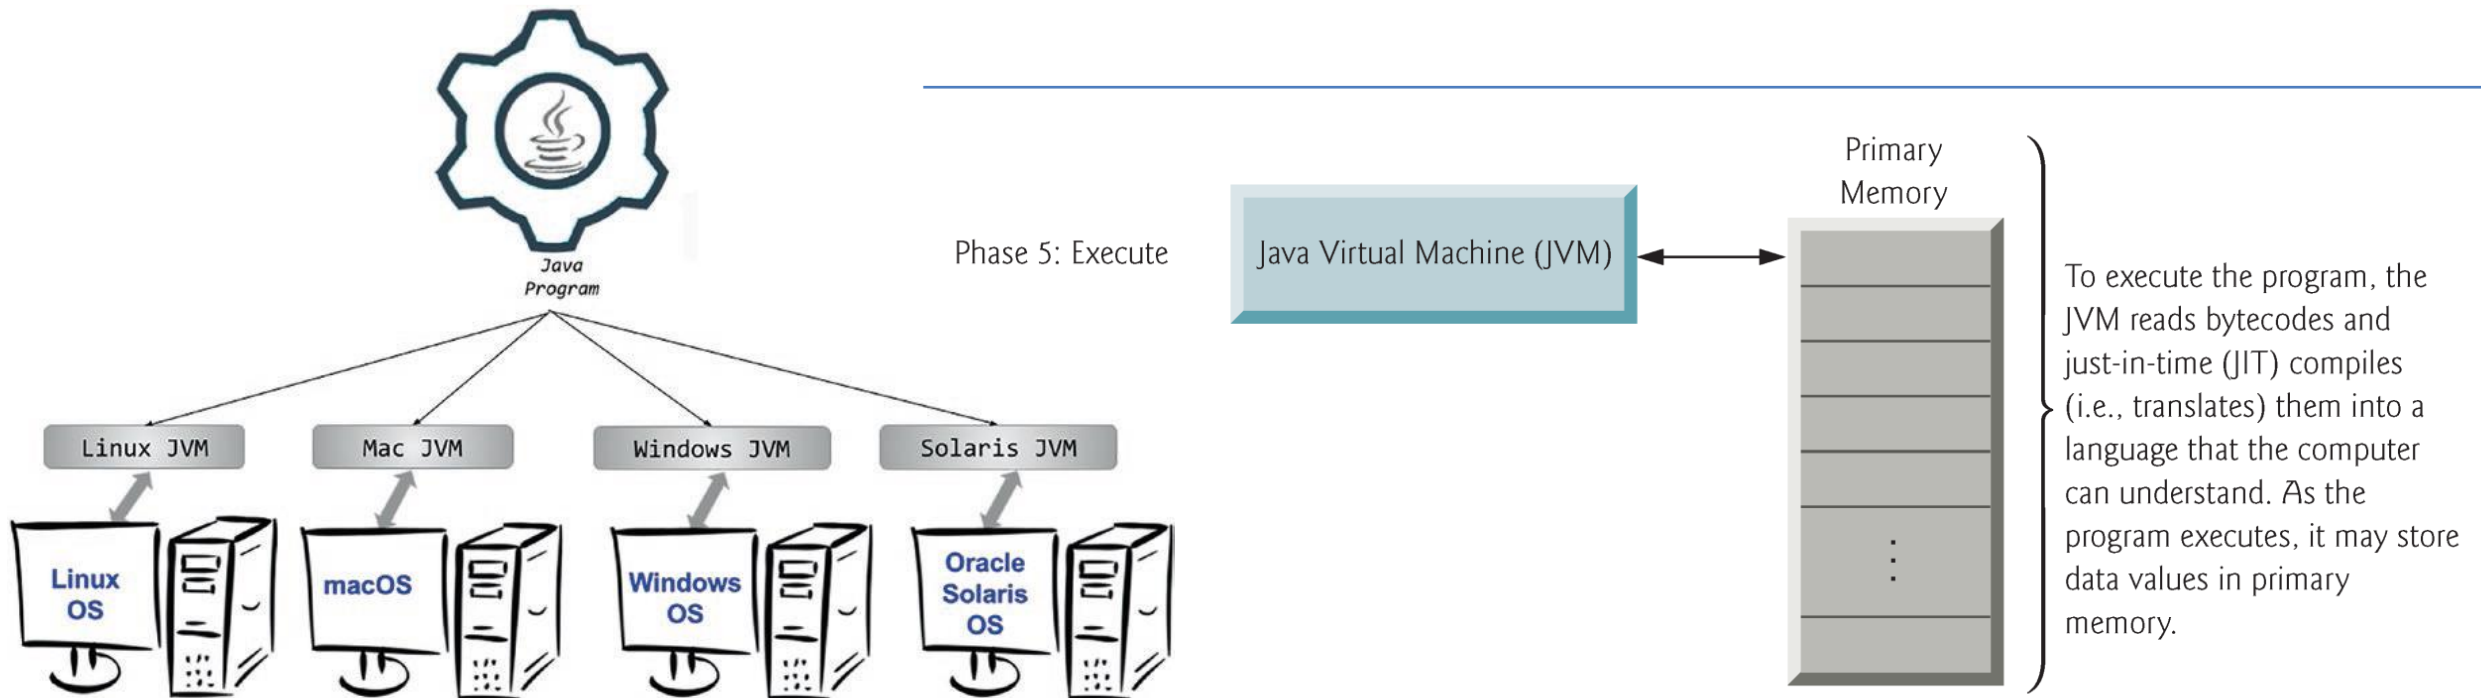 Java
Program
Linux JVM
Mac JVM
Windows JVM
Solaris JVM
Linux
OS
macOS
Windows
OS
Oracle
Solaris
OS
Phase 5: Execute
Java Virtual Machine (JVM)
Primary
Memory
To execute the program, the
JVM reads bytecodes and
just-in-time (JIT) compiles
(i.e., translates) them into a
language that the computer
can understand. As the
program executes, it may store
data values in primary
memory.